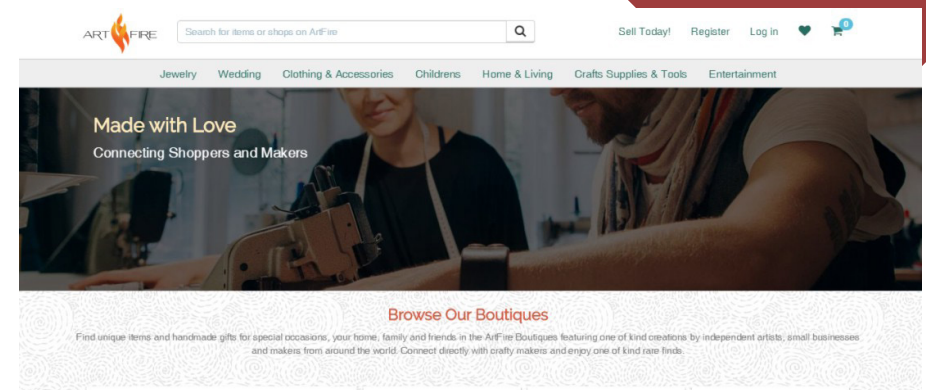 ART FIRE
Search for items or shops on ArtFire
Sell Today! Register Log in 0
Jewelry Wedding Clothing & Accessories Childrens Home & Living Crafts Supplies & Tools Entertainment
Made with Love
Connecting Shoppers and Makers
Browse Our Boutiques
Find unique items and handmade gifts for special occasions, your home, family and friends in the ArtFire Boutiques featuring one of kind creations by independent artists, small businesses
and makers from around the world. Connect directly with crafty makers and enjoy one of kind rare finds.